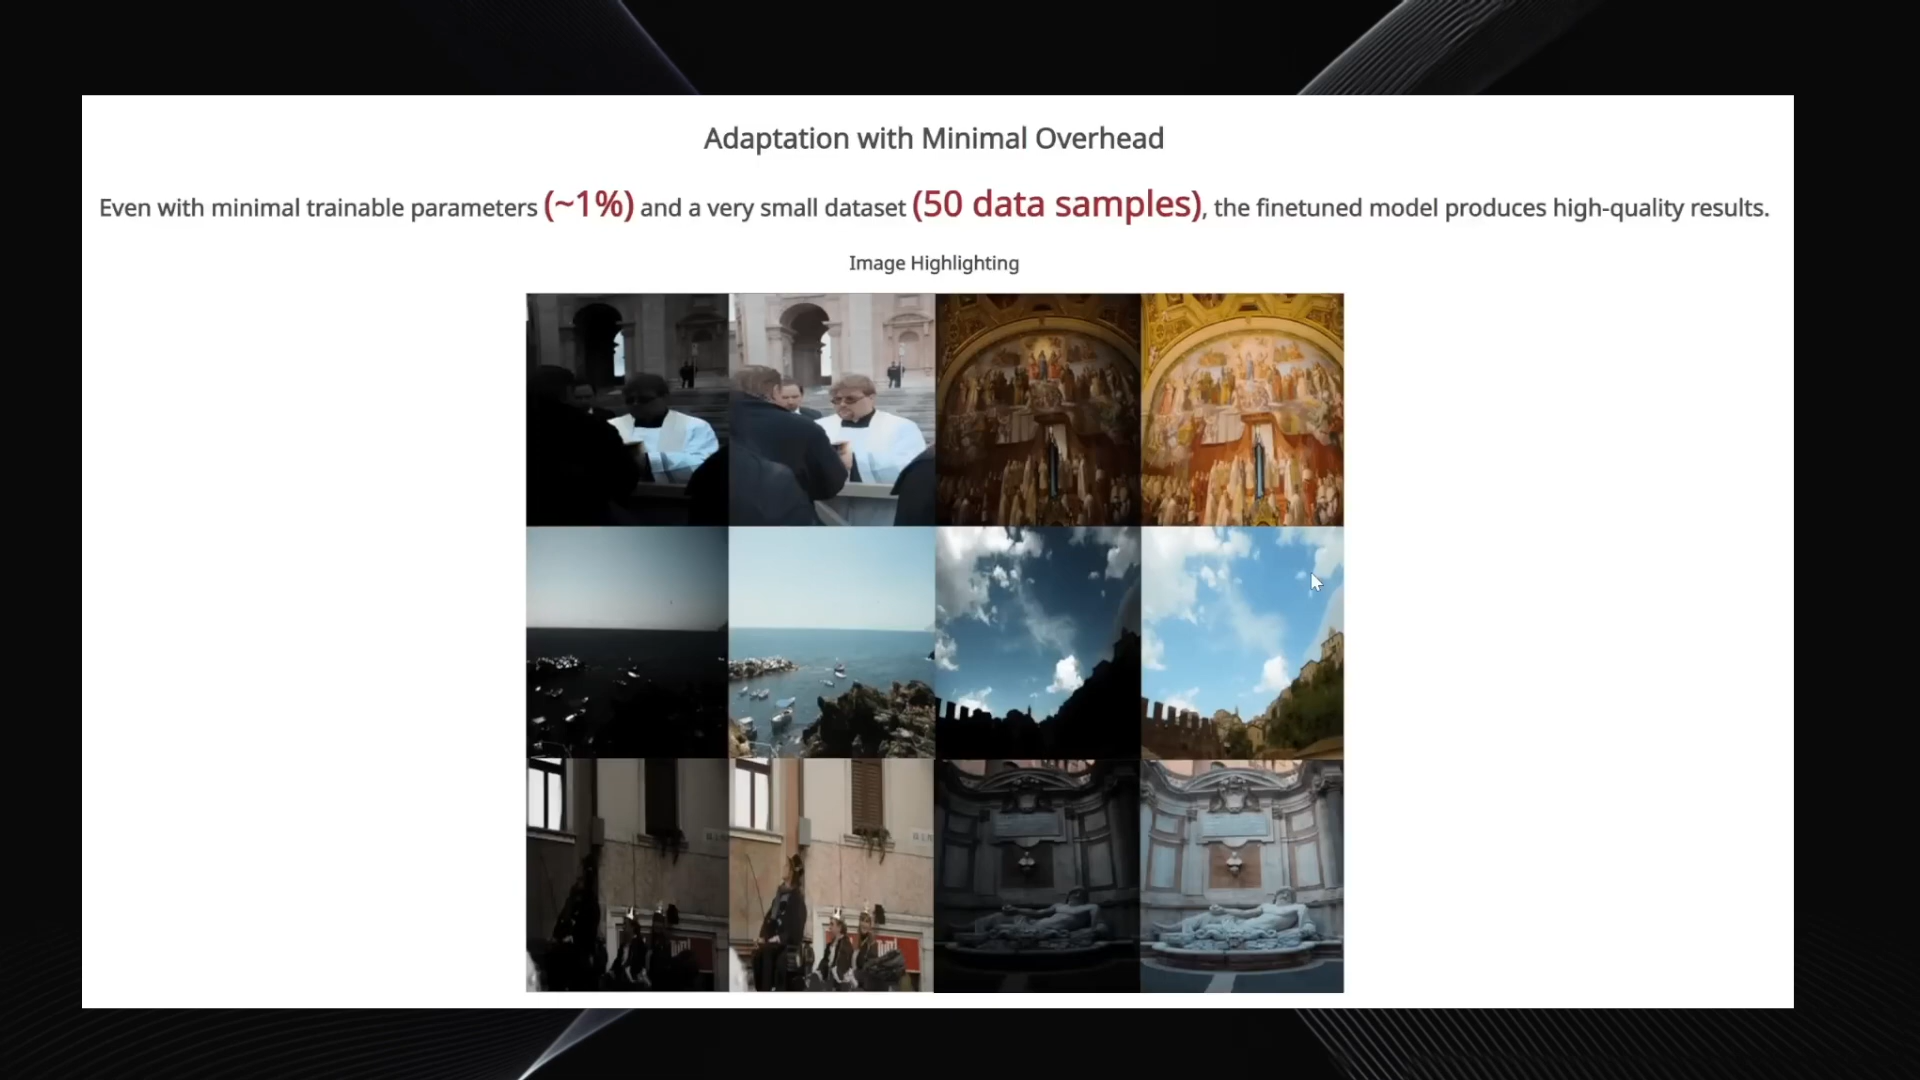 Adaptation with Minimal Overhead
Even with minimal trainable parameters (~1%) and a very small dataset (50 data samples), the finetuned model produces high-quality results.
Image Highlighting